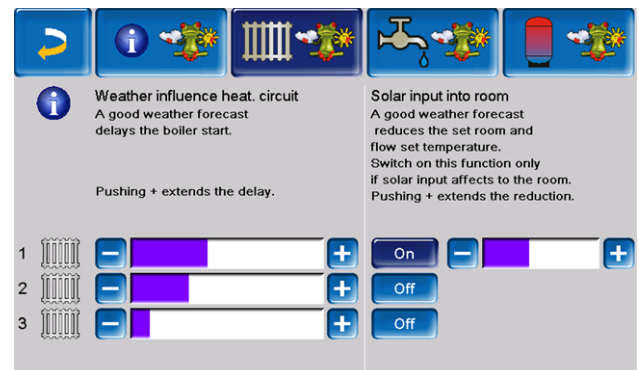 Weather influence heat. circuit
A good weather forecast
delays the boiler start.
Pushing + extends the delay.
Solar input into room
A good weather forecast
reduces the set room and
flow set temperature.
Switch on this function only
if solar input affects to the room.
Pushing + extends the reduction.
1 - + On - +
2 - + Off
3 - + Off